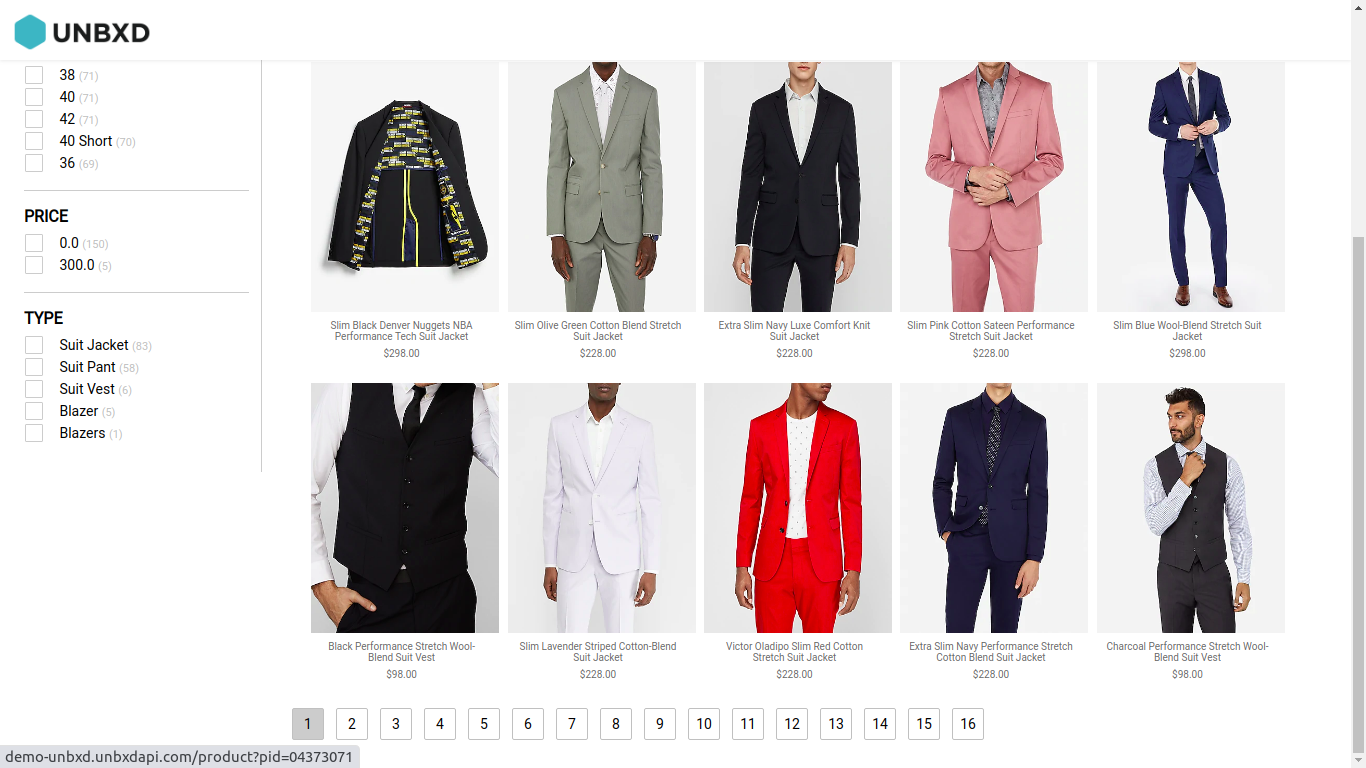 UNBXD
38 (71)
40 (71)
42 (71)
40 Short (70)
36 (69)
PRICE
0.0 (150)
300.0 (5)
TYPE
Suit Jacket (83)
Suit Pant (58)
Suit Vest (6)
Blazer (5)
Blazers (1)
Slim Black Denver Nuggets NBA
Performance Tech Suit Jacket
$298.00
Slim Olive Green Cotton Blend Stretch
Suit Jacket
$228.00
Extra Slim Navy Luxe Comfort Knit
Suit Jacket
$228.00
Slim Pink Cotton Sateen Performance
Stretch Suit Jacket
$228.00
Slim Blue Wool-Blend Stretch Suit
Jacket
$298.00
Black Performance Stretch Wool-
Blend Suit Vest
$98.00
Slim Lavender Striped Cotton-Blend
Suit Jacket
$228.00
Victor Oladipo Slim Red Cotton
Stretch Suit Jacket
$228.00
Extra Slim Navy Performance Stretch
Cotton Blend Suit Jacket
$228.00
Charcoal Performance Stretch Wool-
Blend Suit Vest
$98.00
1 2 3 4 5 6 7 8 9 10 11 12 13 14 15 16
demo-unbxd.unbxdapi.com/product?pid=04373071